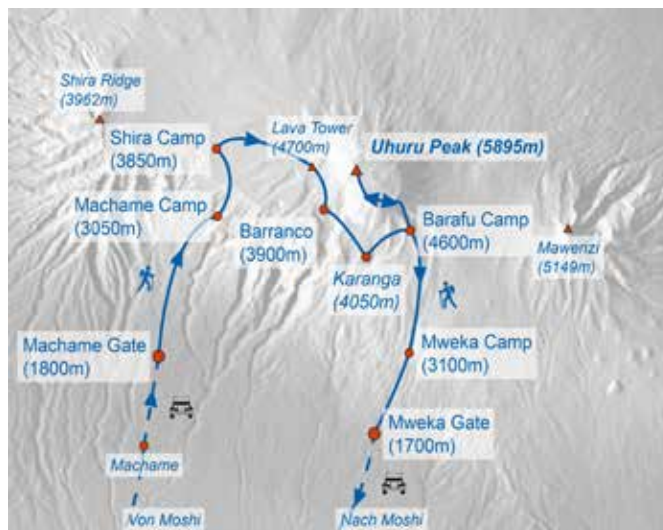 Shira Ridge
(3962m)
Shira Camp
(3850m)
Lava Tower
(4700m)
Uhuru Peak (5895m)
Machame Camp
(3050m)
Barranco
(3900m)
Barafu Camp
(4600m)
Mawenzi
(5149m)
Karanga
(4050m)
Machame Gate
(1800m)
Mweka Camp
(3100m)
Mweka Gate
(1700m)
Machame
Von Moshi
Nach Moshi